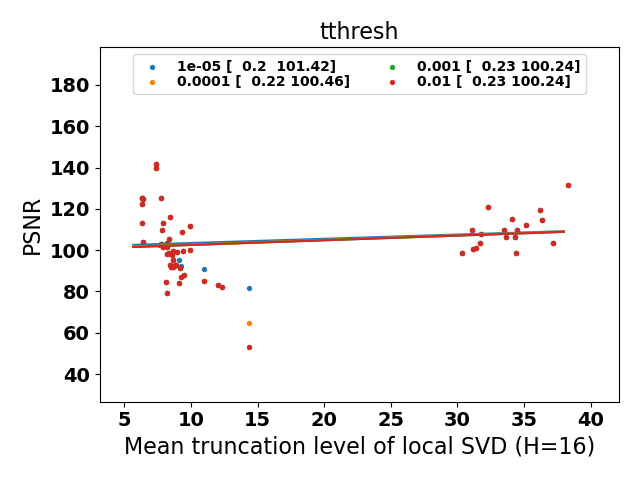 tthresh
1e-05 [  0.2  101.42]
0.0001 [  0.22 100.46]
0.001 [  0.23 100.24]
0.01 [  0.23 100.24]
PSNR
180
160
140
120
100
80
60
40
5 10 15 20 25 30 35 40
Mean truncation level of local SVD (H=16)